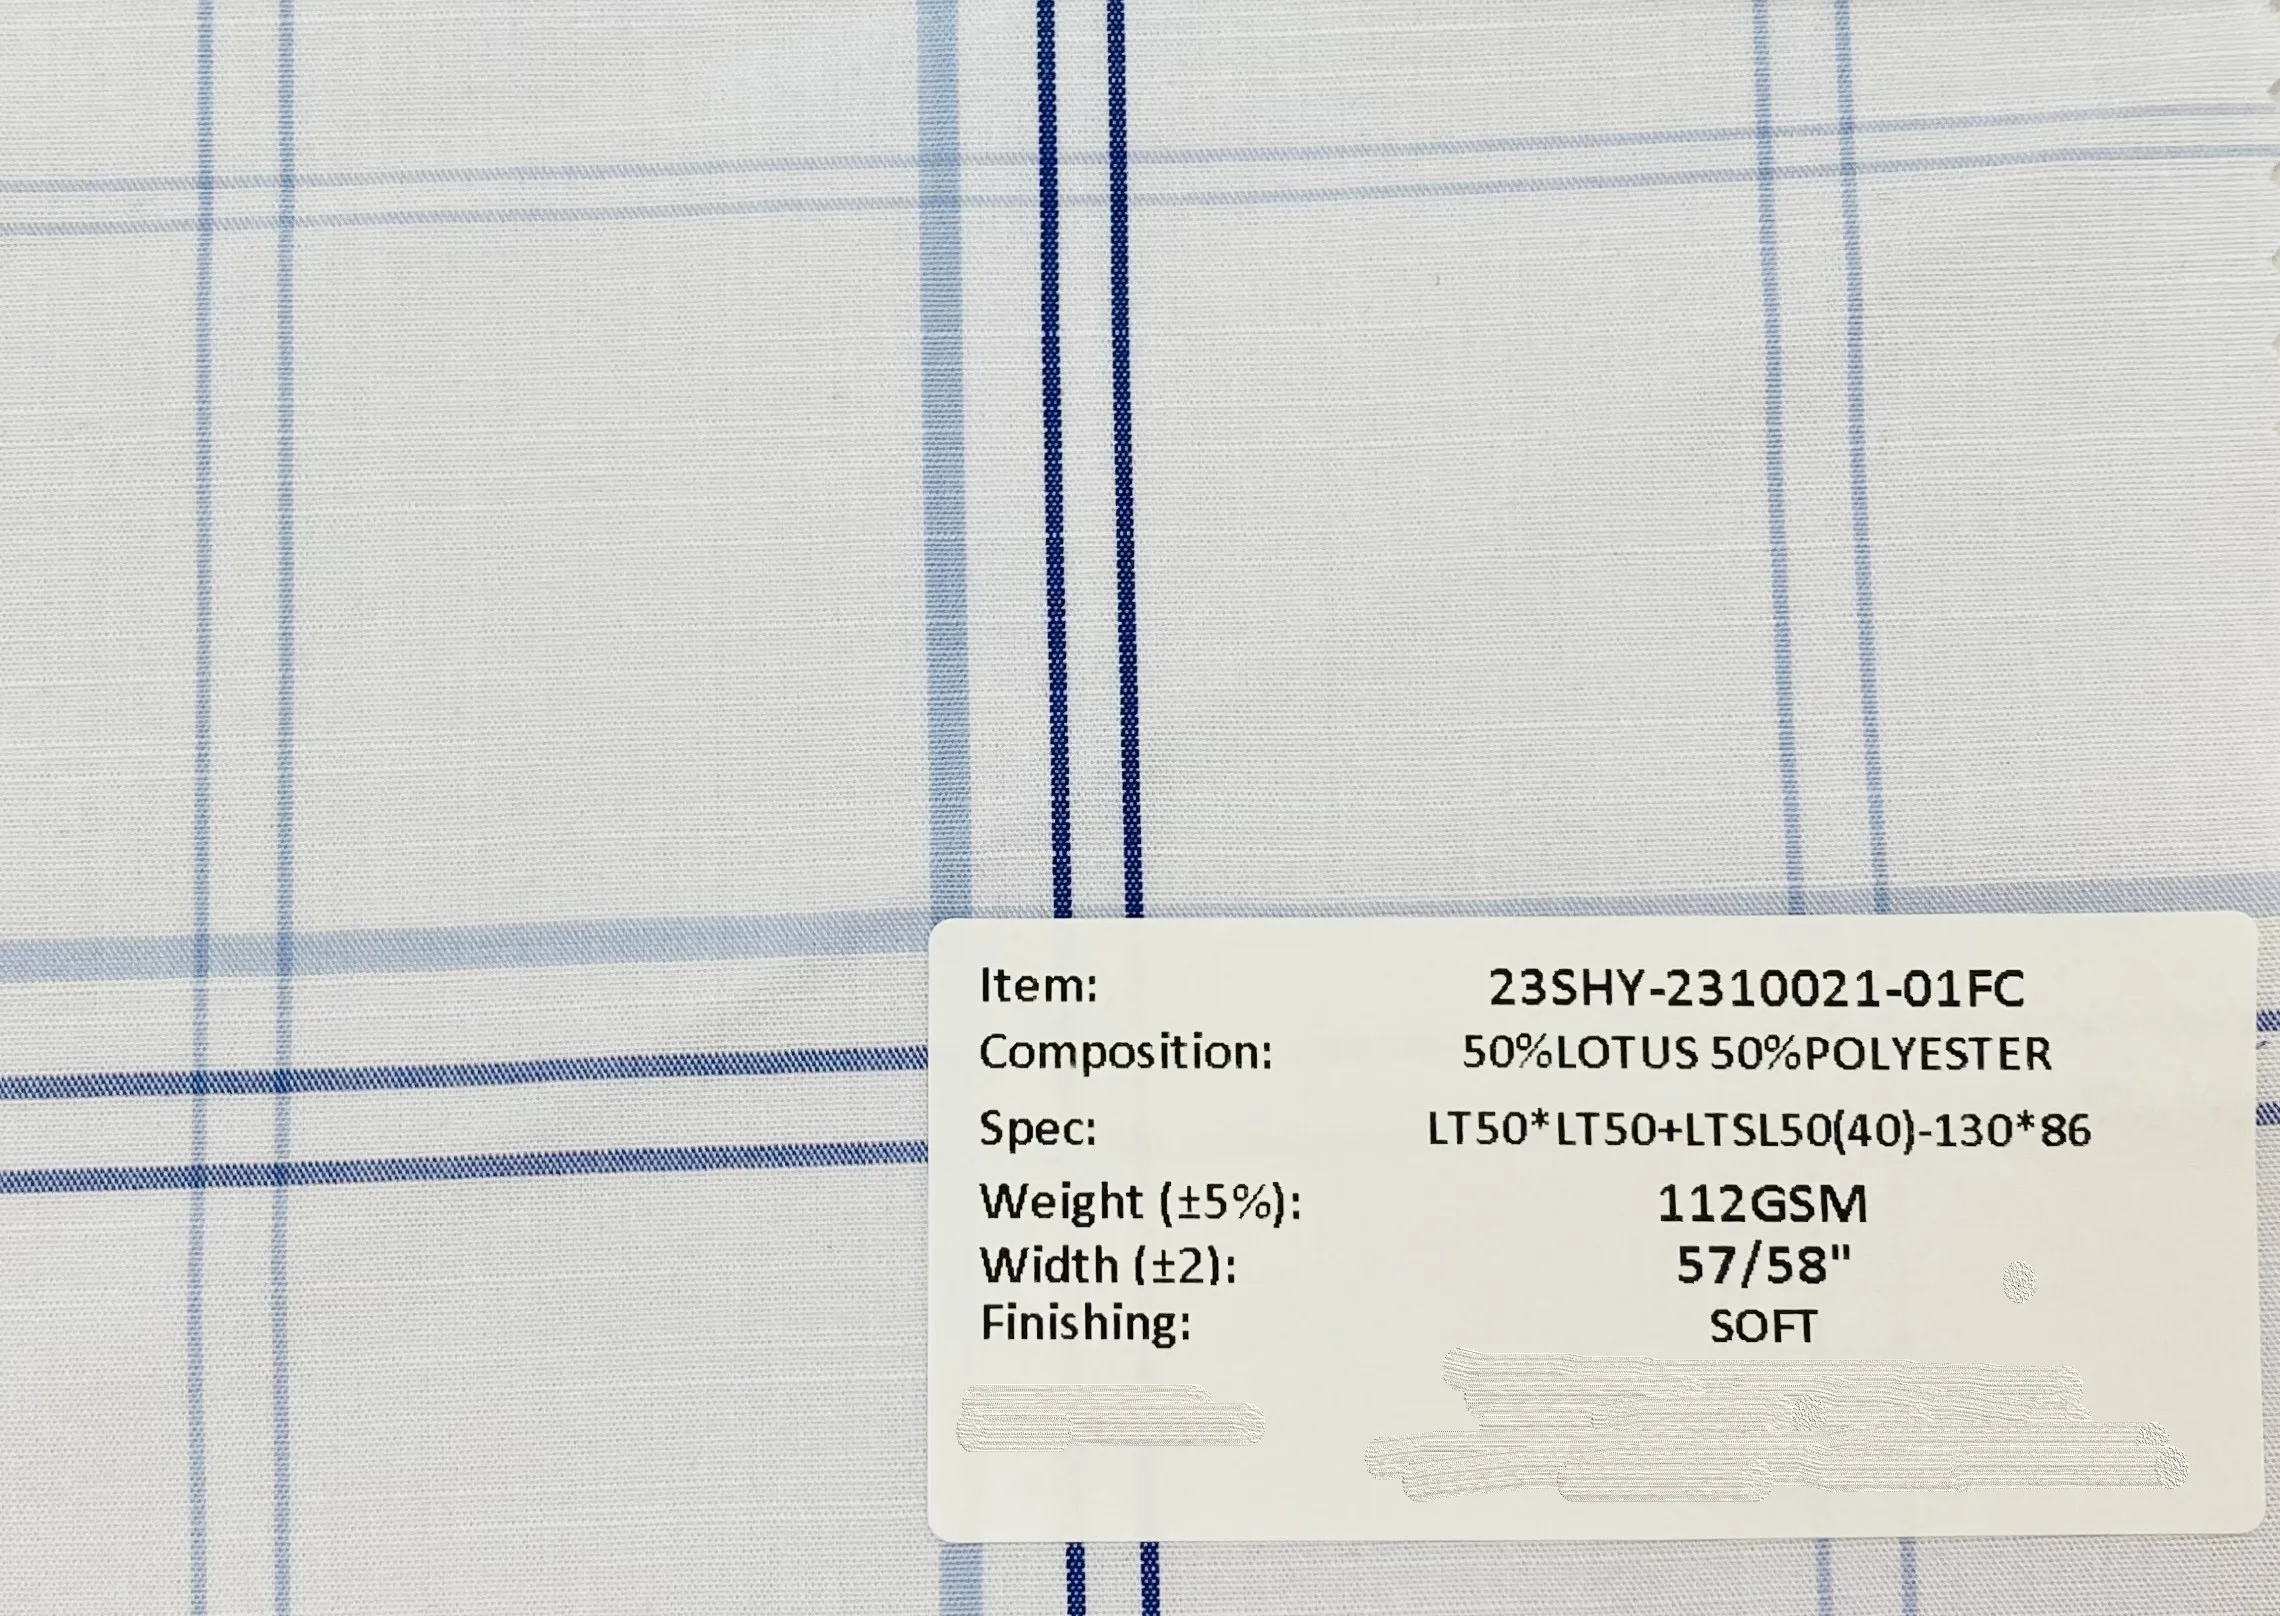 Item: 23SHY-2310021-01FC
Composition: 50%LOTUS 50%POLYESTER
Spec: LT50*LT50+LTSL50(40)-130*86
Weight (±5%): 112GSM
Width (±2): 57/58"
Finishing: SOFT